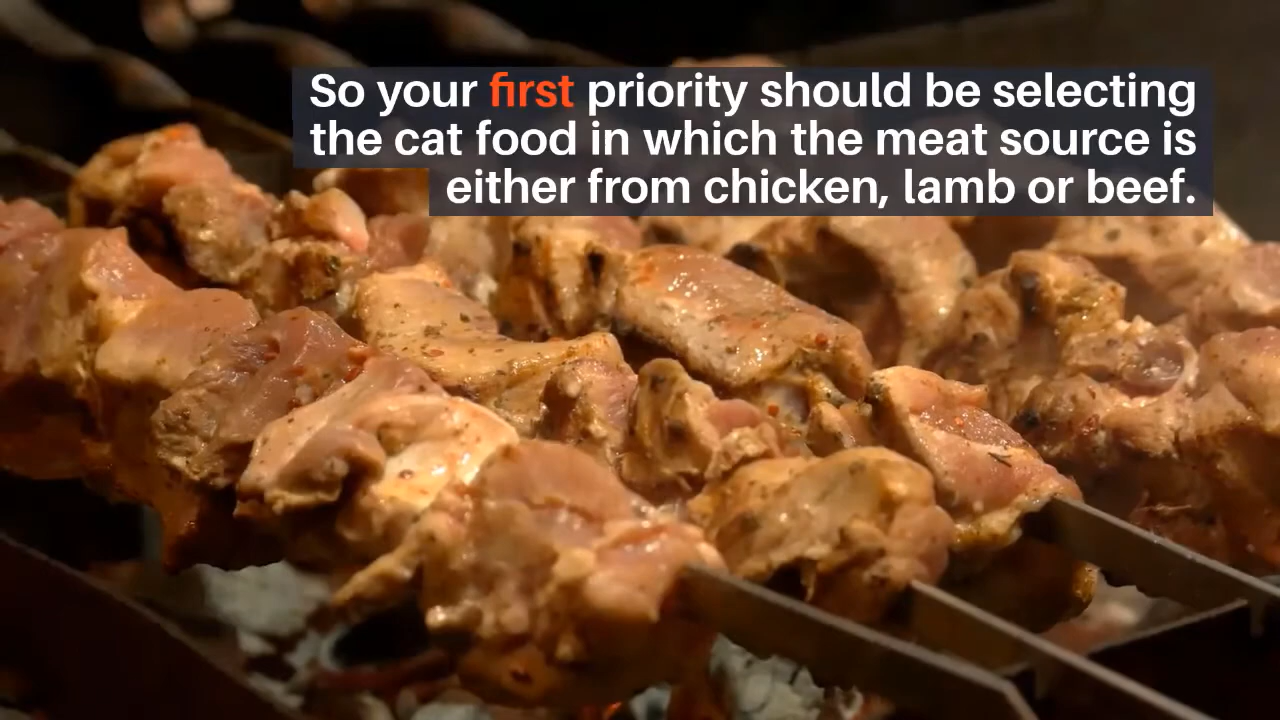 So your first priority should be selecting
the cat food in which the meat source is
either from chicken, lamb or beef.